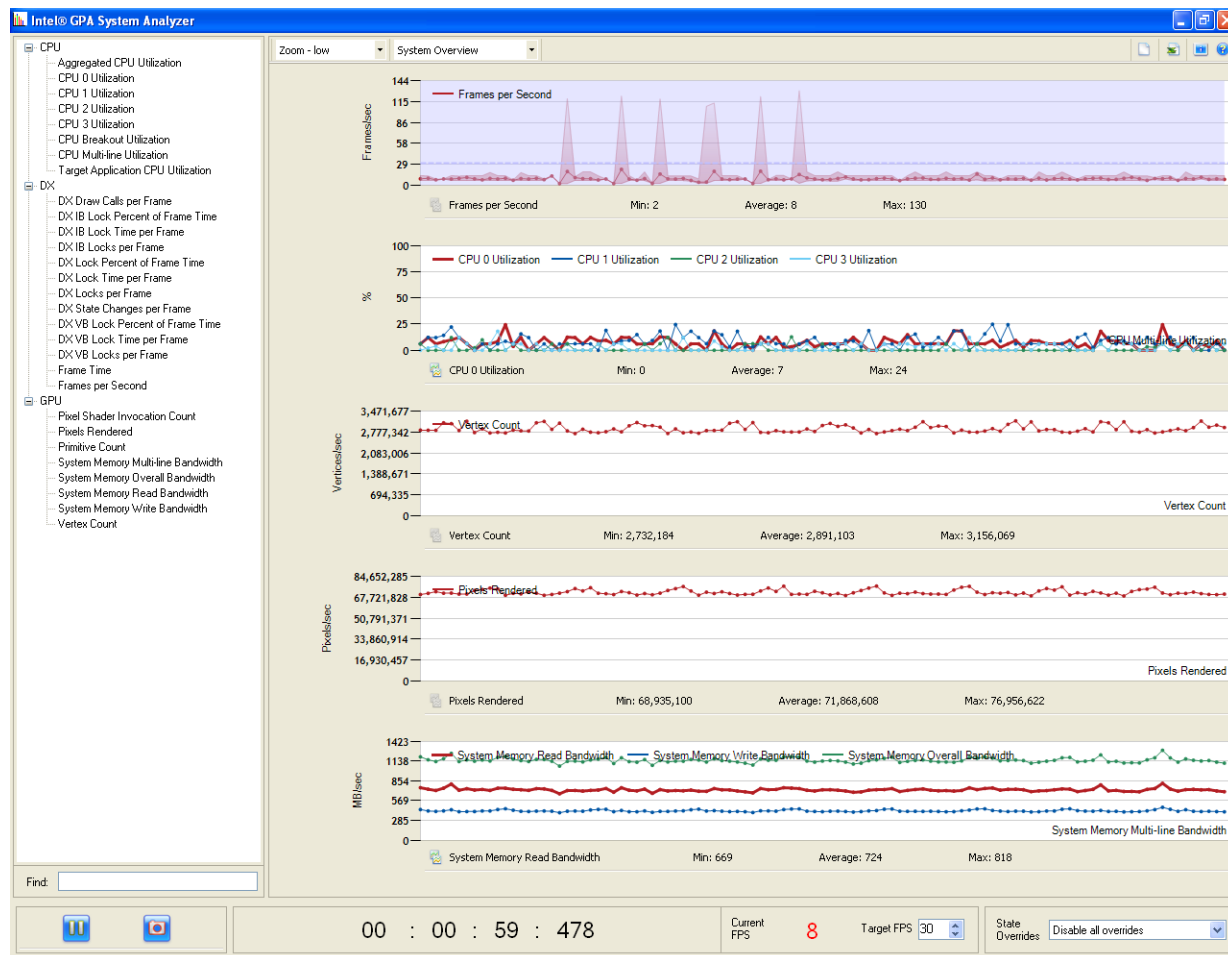 Intel® GPA System Analyzer
CPU
Aggregated CPU Utilization
CPU 0 Utilization
CPU 1 Utilization
CPU 2 Utilization
CPU 3 Utilization
CPU Breakout Utilization
CPU Multi-line Utilization
Target Application CPU Utilization
DX
DX Draw Calls per Frame
DX IB Lock Percent of Frame Time
DX IB Lock Time per Frame
DX IB Locks per Frame
DX Lock Percent of Frame Time
DX Lock Time per Frame
DX Locks per Frame
DX State Changes per Frame
DX VB Lock Percent of Frame Time
DX VB Lock Time per Frame
DX VB Locks per Frame
Frame Time
Frames per Second
GPU
Pixel Shader Invocation Count
Pixels Rendered
Primitive Count
System Memory Multi-line Bandwidth
System Memory Overall Bandwidth
System Memory Read Bandwidth
System Memory Write Bandwidth
Vertex Count
Find:
Zoom - low System Overview
Frames/sec
144
115
86
58
29
0
Frames per Second
Frames per Second Min: 2 Average: 8 Max: 130
%
100
75
50
25
0
CPU 0 Utilization CPU 1 Utilization CPU 2 Utilization CPU 3 Utilization
CPU Multi-line Utilization
CPU 0 Utilization Min: 0 Average: 7 Max: 24
Vertices/sec
3,471,677
2,777,342
2,083,006
1,388,671
694,335
0
Vertex Count
Vertex Count
Vertex Count Min: 2,732,184 Average: 2,891,103 Max: 3,156,069
Pixels/sec
84,652,285
67,721,828
50,791,371
33,860,914
16,930,457
0
Pixels Rendered
Pixels Rendered
Pixels Rendered Min: 68,935,100 Average: 71,868,608 Max: 76,956,622
MB/sec
1423
1138
854
569
285
0
System Memory Read Bandwidth System Memory Write Bandwidth System Memory Overall Bandwidth
System Memory Multi-line Bandwidth
System Memory Read Bandwidth Min: 669 Average: 724 Max: 818
00 : 00 : 59 : 478
Current FPS 8
Target FPS 30
State Overrides Disable all overrides